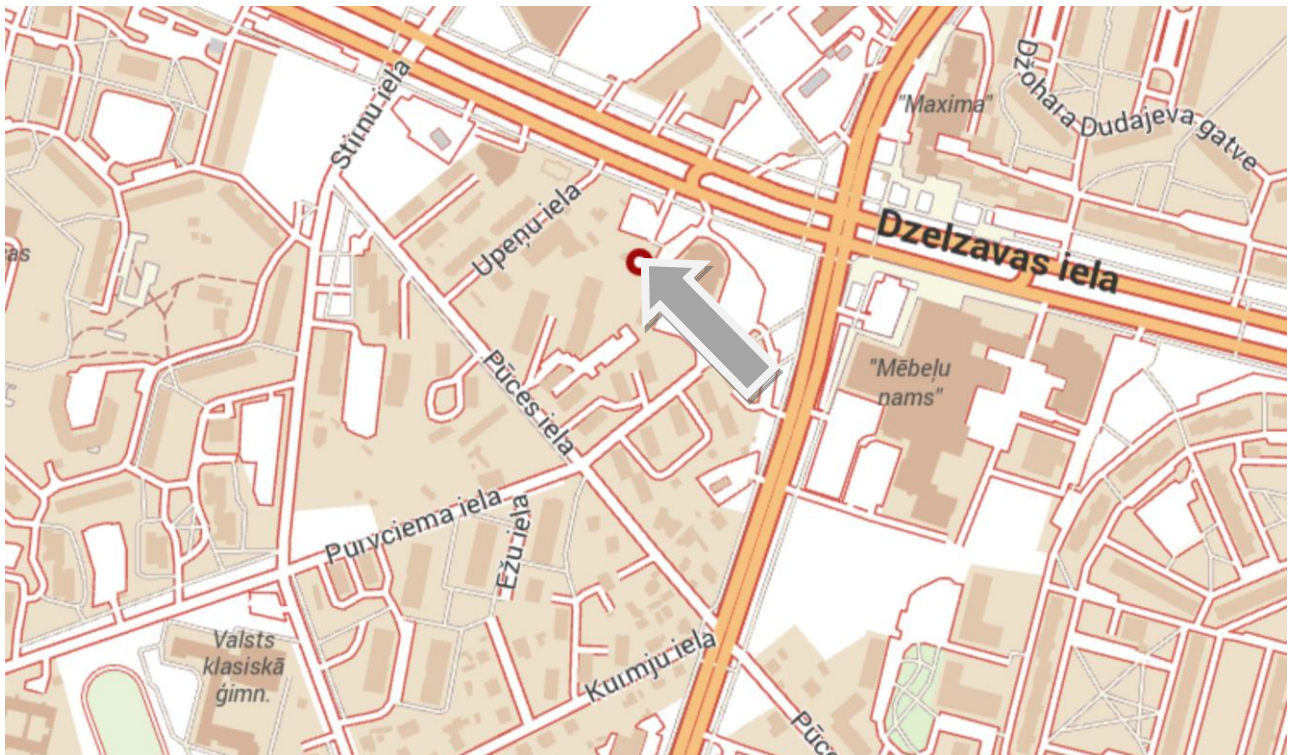 Stirnu iela
"Maxima"
Džohara Dudajeva gatve
Upeņu iela
Dzelzavas iela
as
Pūces iela
"Mēbeļu
nams"
Purvciema iela
Ežu iela
Valsts
klasiskā
ģimn.
Kurmju iela
Pūc